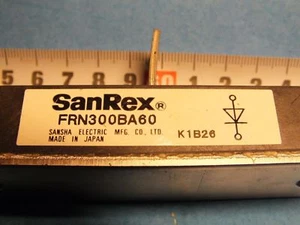 5 6 7 8 9 10 1 2 3 4 5
SanRex®
FRN300BA60
SANSHA ELECTRIC MFG. CO., LTD.
MADE IN JAPAN
K1B26